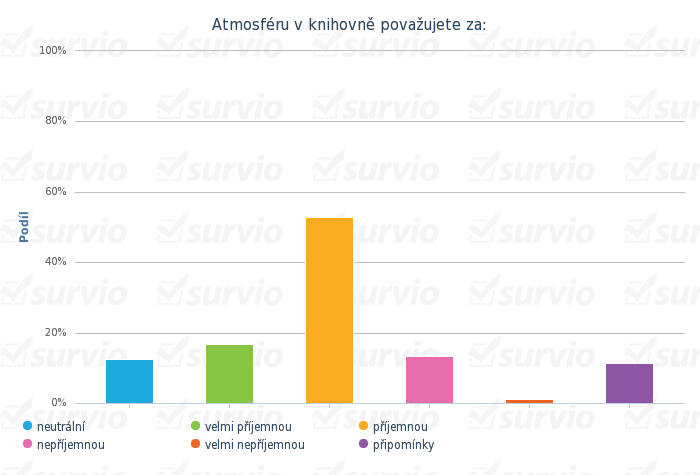 Atmosféru v knihovně považujete za:
100%
80%
60%
40%
20%
0%
Podíl
neutrální
velmi příjemnou
příjemnou
nepříjemnou
velmi nepříjemnou
připomínky
survio